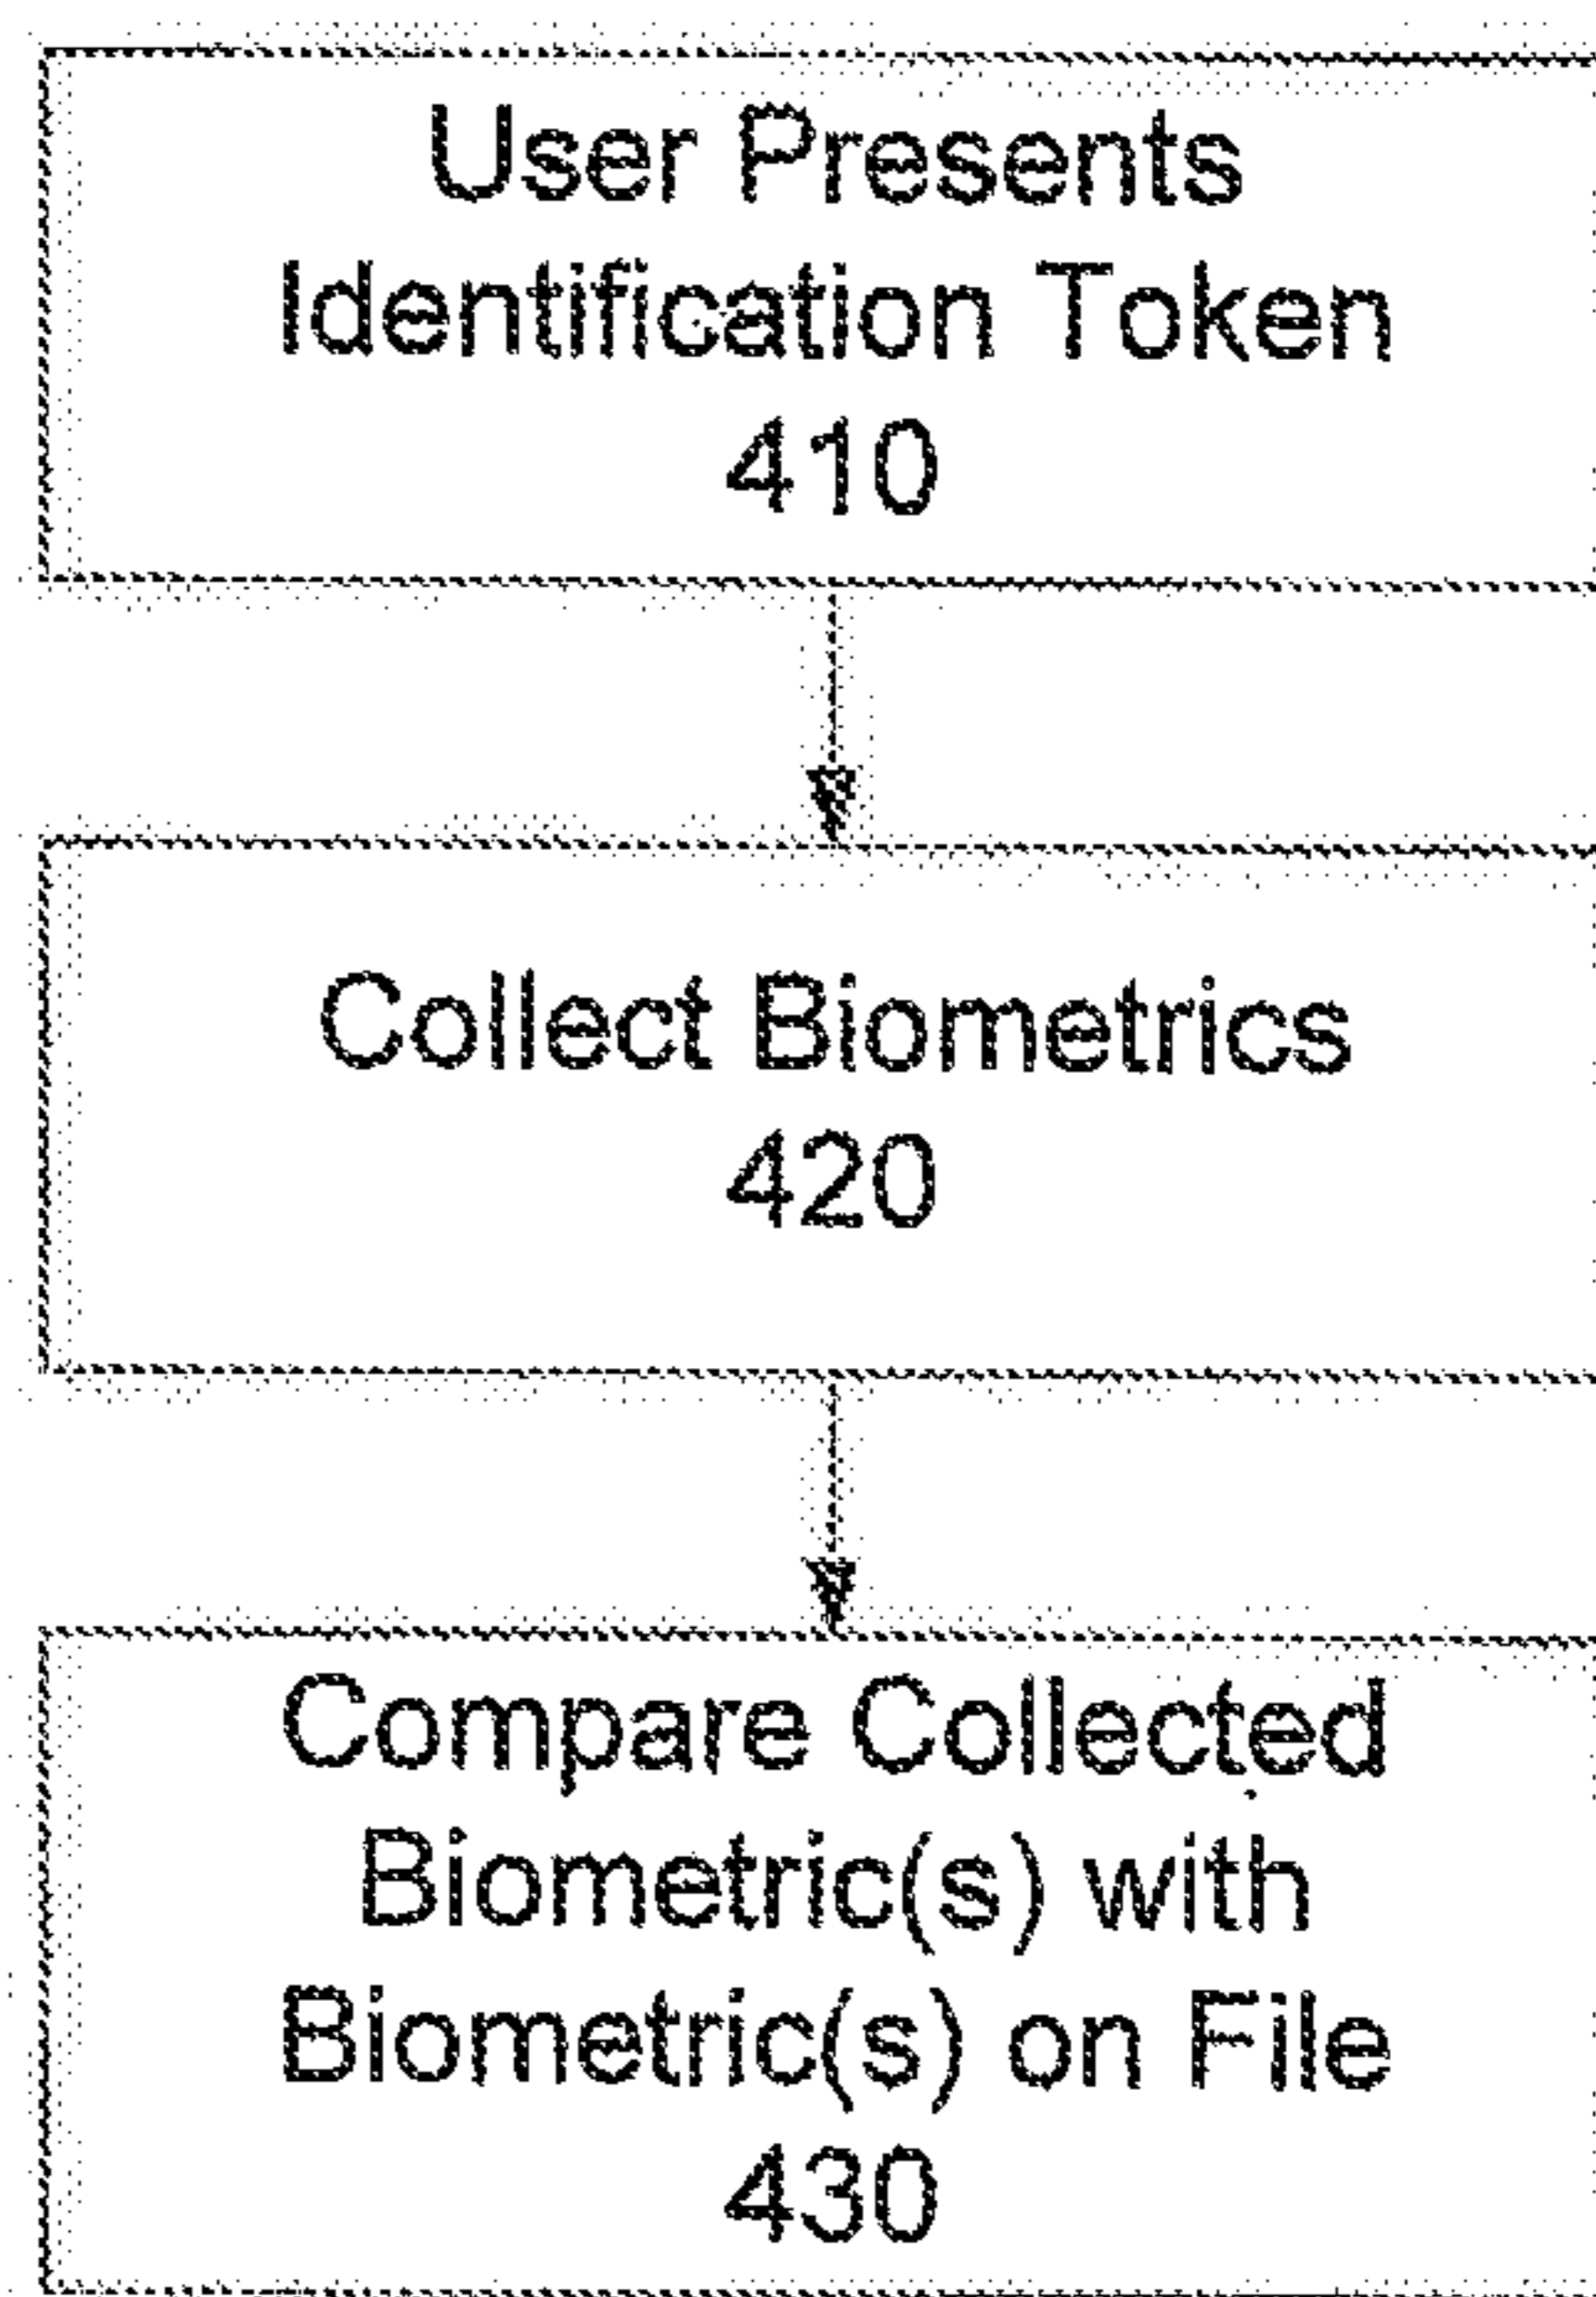 User Presents
Identification Token
410
Collect Biometrics
420
Compare Collected
Biometric(s) with
Biometric(s) on File
430